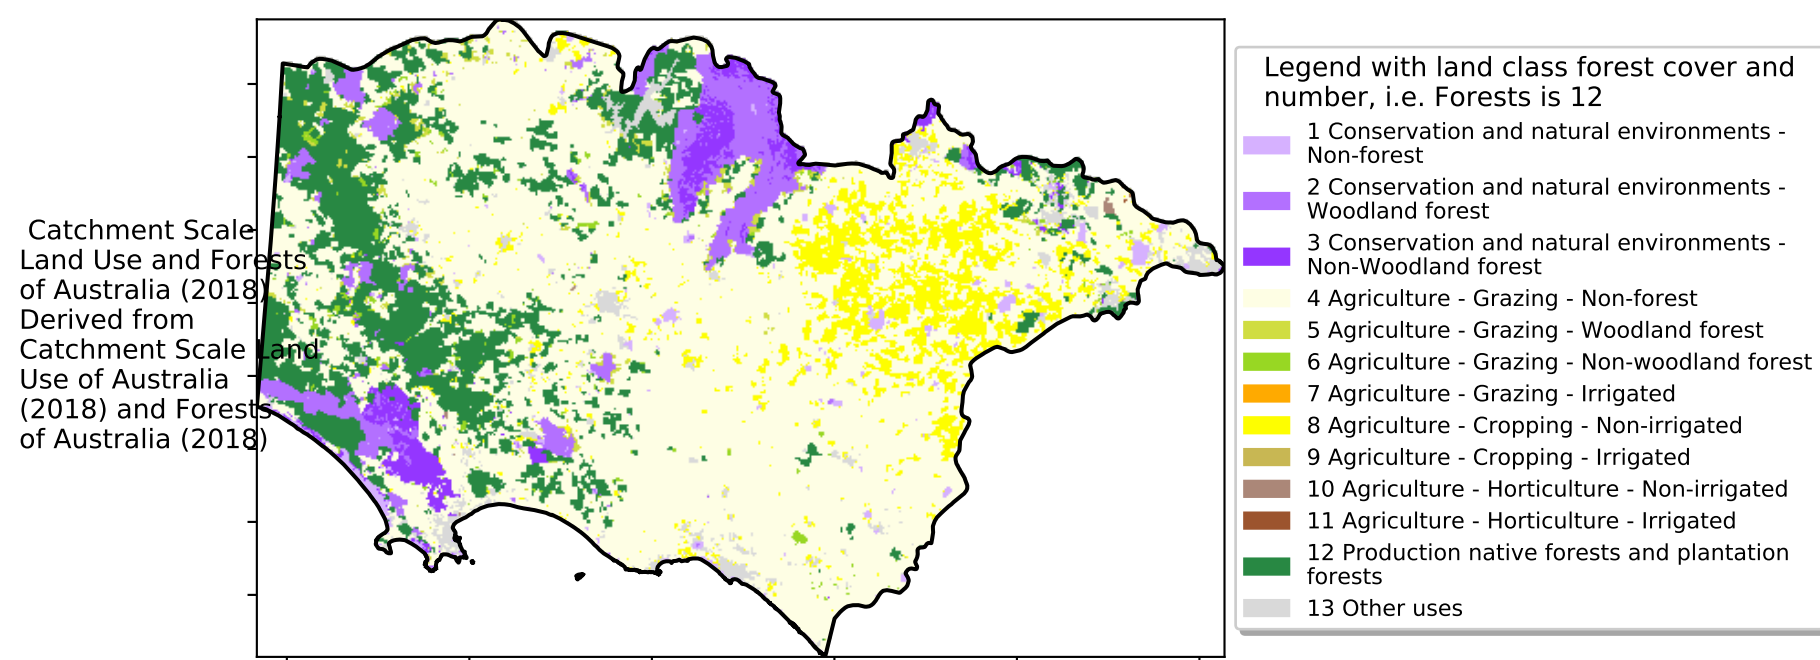 Catchment Scale
Land Use and Forests
of Australia (2018)
Derived from
Catchment Scale Land
Use of Australia
(2018) and Forests
of Australia (2018)
Legend with land class forest cover and
number, i.e. Forests is 12
1 Conservation and natural environments -
Non-forest
2 Conservation and natural environments -
Woodland forest
3 Conservation and natural environments -
Non-Woodland forest
4 Agriculture - Grazing - Non-forest
5 Agriculture - Grazing - Woodland forest
6 Agriculture - Grazing - Non-woodland forest
7 Agriculture - Grazing - Irrigated
8 Agriculture - Cropping - Non-irrigated
9 Agriculture - Cropping - Irrigated
10 Agriculture - Horticulture - Non-irrigated
11 Agriculture - Horticulture - Irrigated
12 Production native forests and plantation
forests
13 Other uses